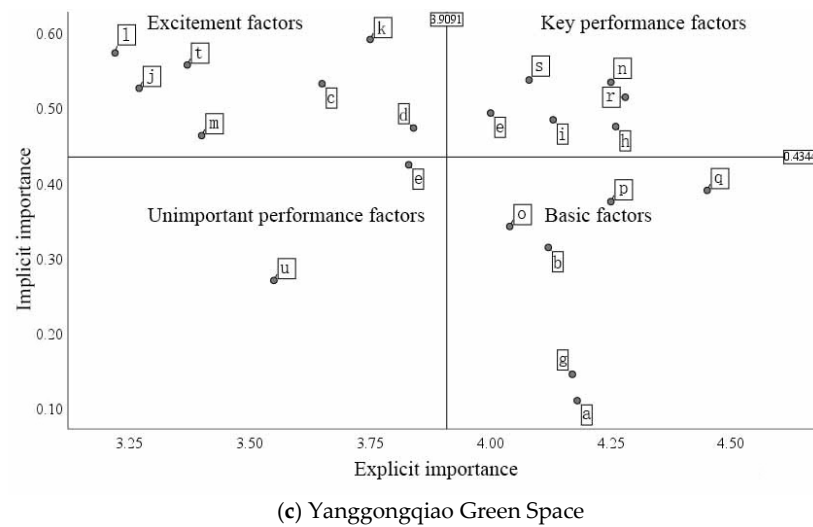 Excitement factors
3.9091
Key performance factors
0.60
l
t
k
s
n
j
r
0.50
c
d
e
i
h
m
0.4344
0.40
e
p
q
Unimportant performance factors
o
Basic factors
0.30
u
b
0.20
g
0.10
a
Implicit importance
3.25 3.50 3.75 4.00 4.25 4.50
Explicit importance
(c) Yanggongqiao Green Space